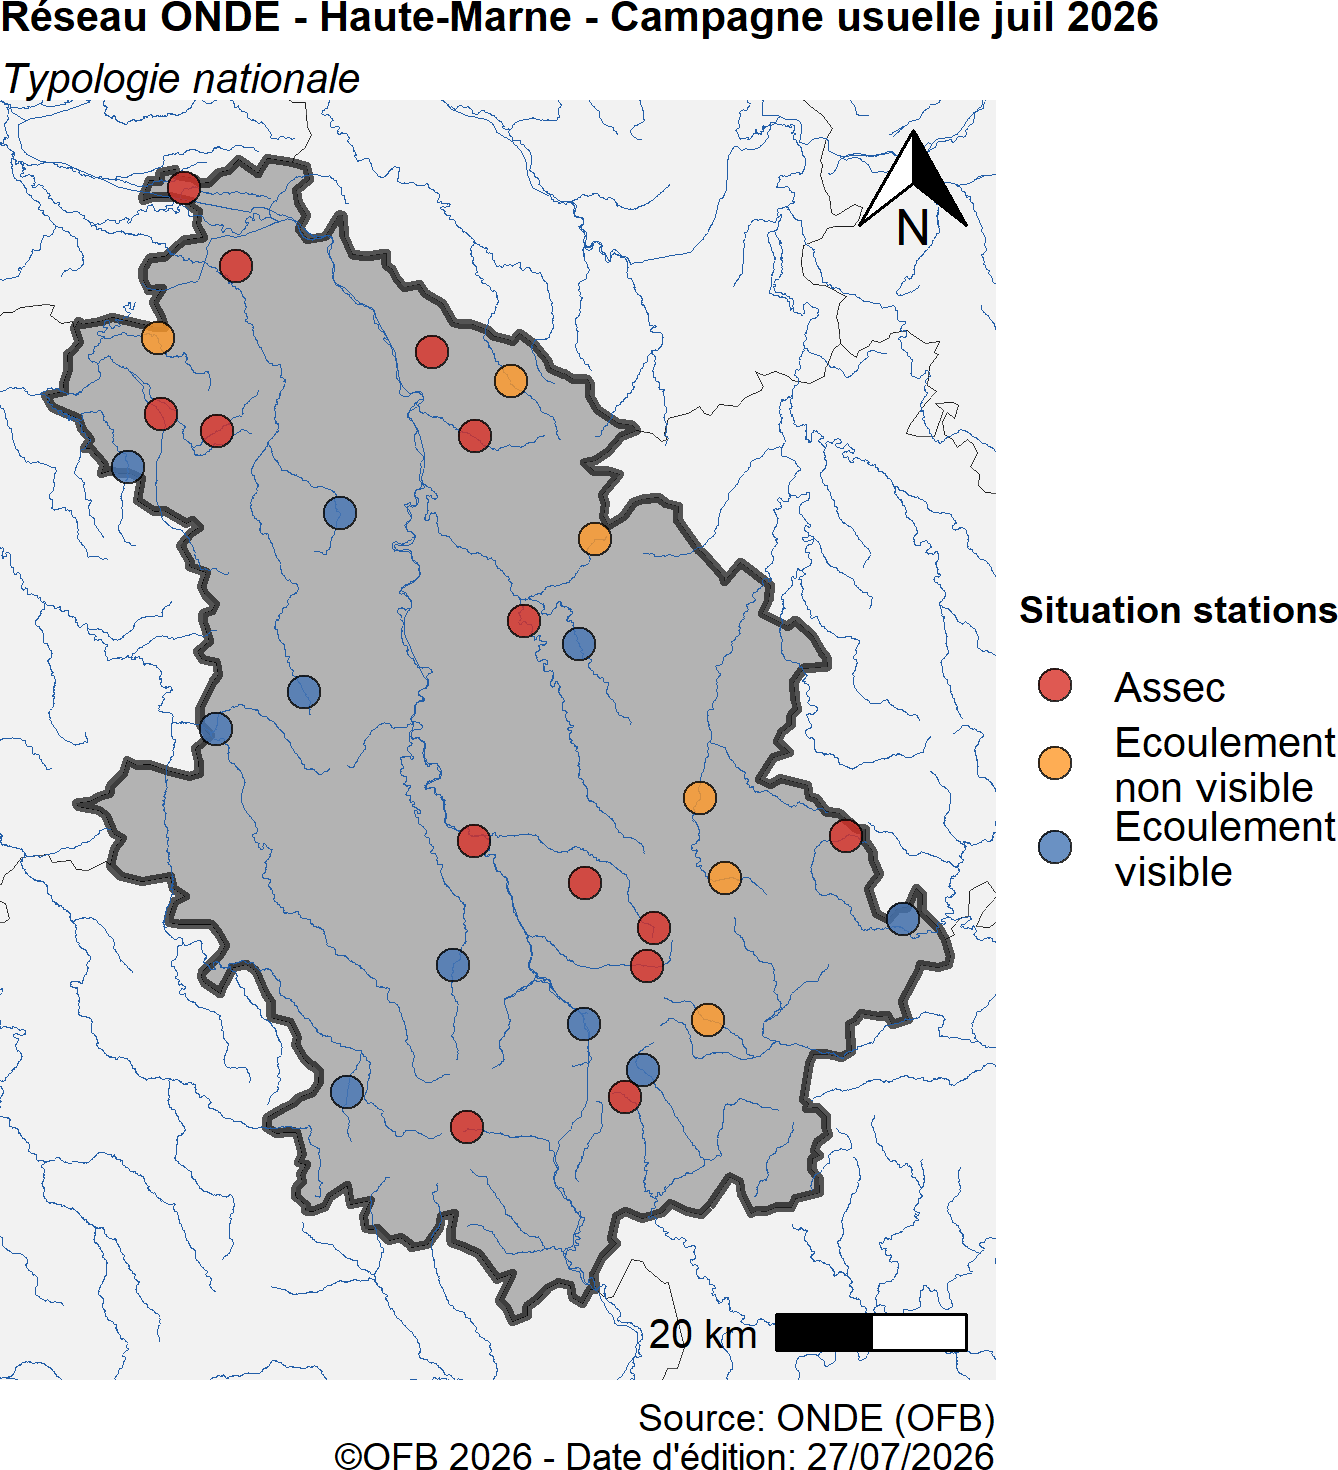 Réseau ONDE - Haute-Marne - Campagne usuelle juil 2026
Typologie nationale
N
Situation stations
Assec
Ecoulement
non visible
Ecoulement
visible
20 km
Source: ONDE (OFB)
©OFB 2026 - Date d'édition: 27/07/2026